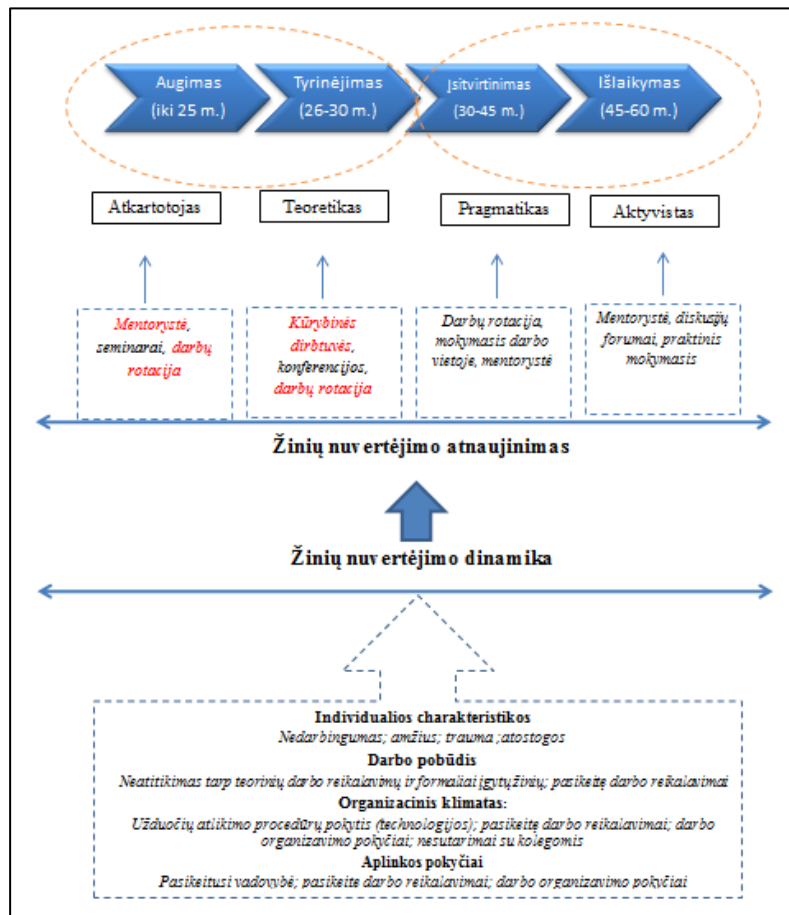 Augimas
(iki 25 m.)
Tyrinėjimas
(26-30 m.)
Įsitvirtinimas
(30-45 m.)
Išlaikymas
(45-60 m.)
Atkartotojas
Teoretikas
Pragmatikas
Aktyvistas
Mentorystė,
seminarai, darbų
rotacija
Kūrybinės
dirbtuvės,
konferencijos,
darbų rotacija
Darbų rotacija,
mokymasis darbo
vietoje, mentorystė
Mentorystė, diskusijų
forumai, praktinis
mokymasis
Žinių nuvertėjimo atnaujinimas
Žinių nuvertėjimo dinamika
Individualios charakteristikos
Nedarbingumas; amžius; trauma ;atostogos
Darbo pobūdis
Neatitikimas tarp teorinių darbo reikalavimų ir formaliai įgytų žinių; pasikeitė darbo reikalavimai
Organizacinis klimatas:
Užduočių atlikimo procedūrų pokytis (technologijos); pasikeitė darbo reikalavimai; darbo
organizavimo pokyčiai; nesutarimai su kolegomis
Aplinkos pokyčiai
Pasikeitusi vadovybė; pasikeitė darbo reikalavimai; darbo organizavimo pokyčiai